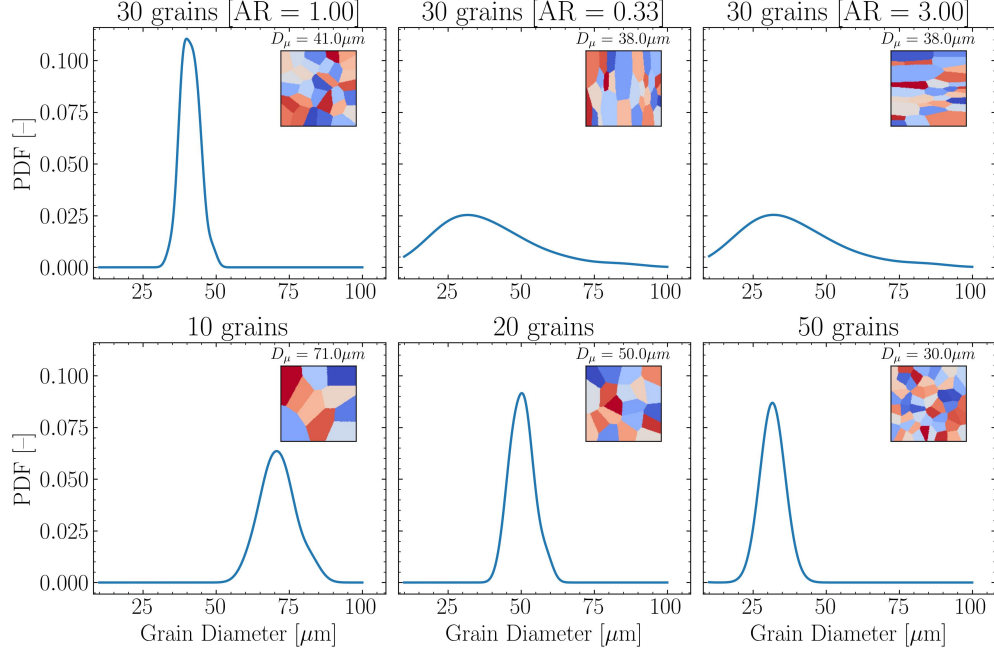 30 grains [AR = 1.00]
30 grains [AR = 0.33]
30 grains [AR = 3.00]
D_μ = 41.0μm
D_μ = 38.0μm
D_μ = 38.0μm
PDF [–]
0.100
0.075
0.050
0.025
0.000
25 50 75 100
25 50 75 100
25 50 75 100
10 grains
20 grains
50 grains
D_μ = 71.0μm
D_μ = 50.0μm
D_μ = 30.0μm
PDF [–]
0.100
0.075
0.050
0.025
0.000
25 50 75 100
25 50 75 100
25 50 75 100
Grain Diameter [μm]
Grain Diameter [μm]
Grain Diameter [μm]